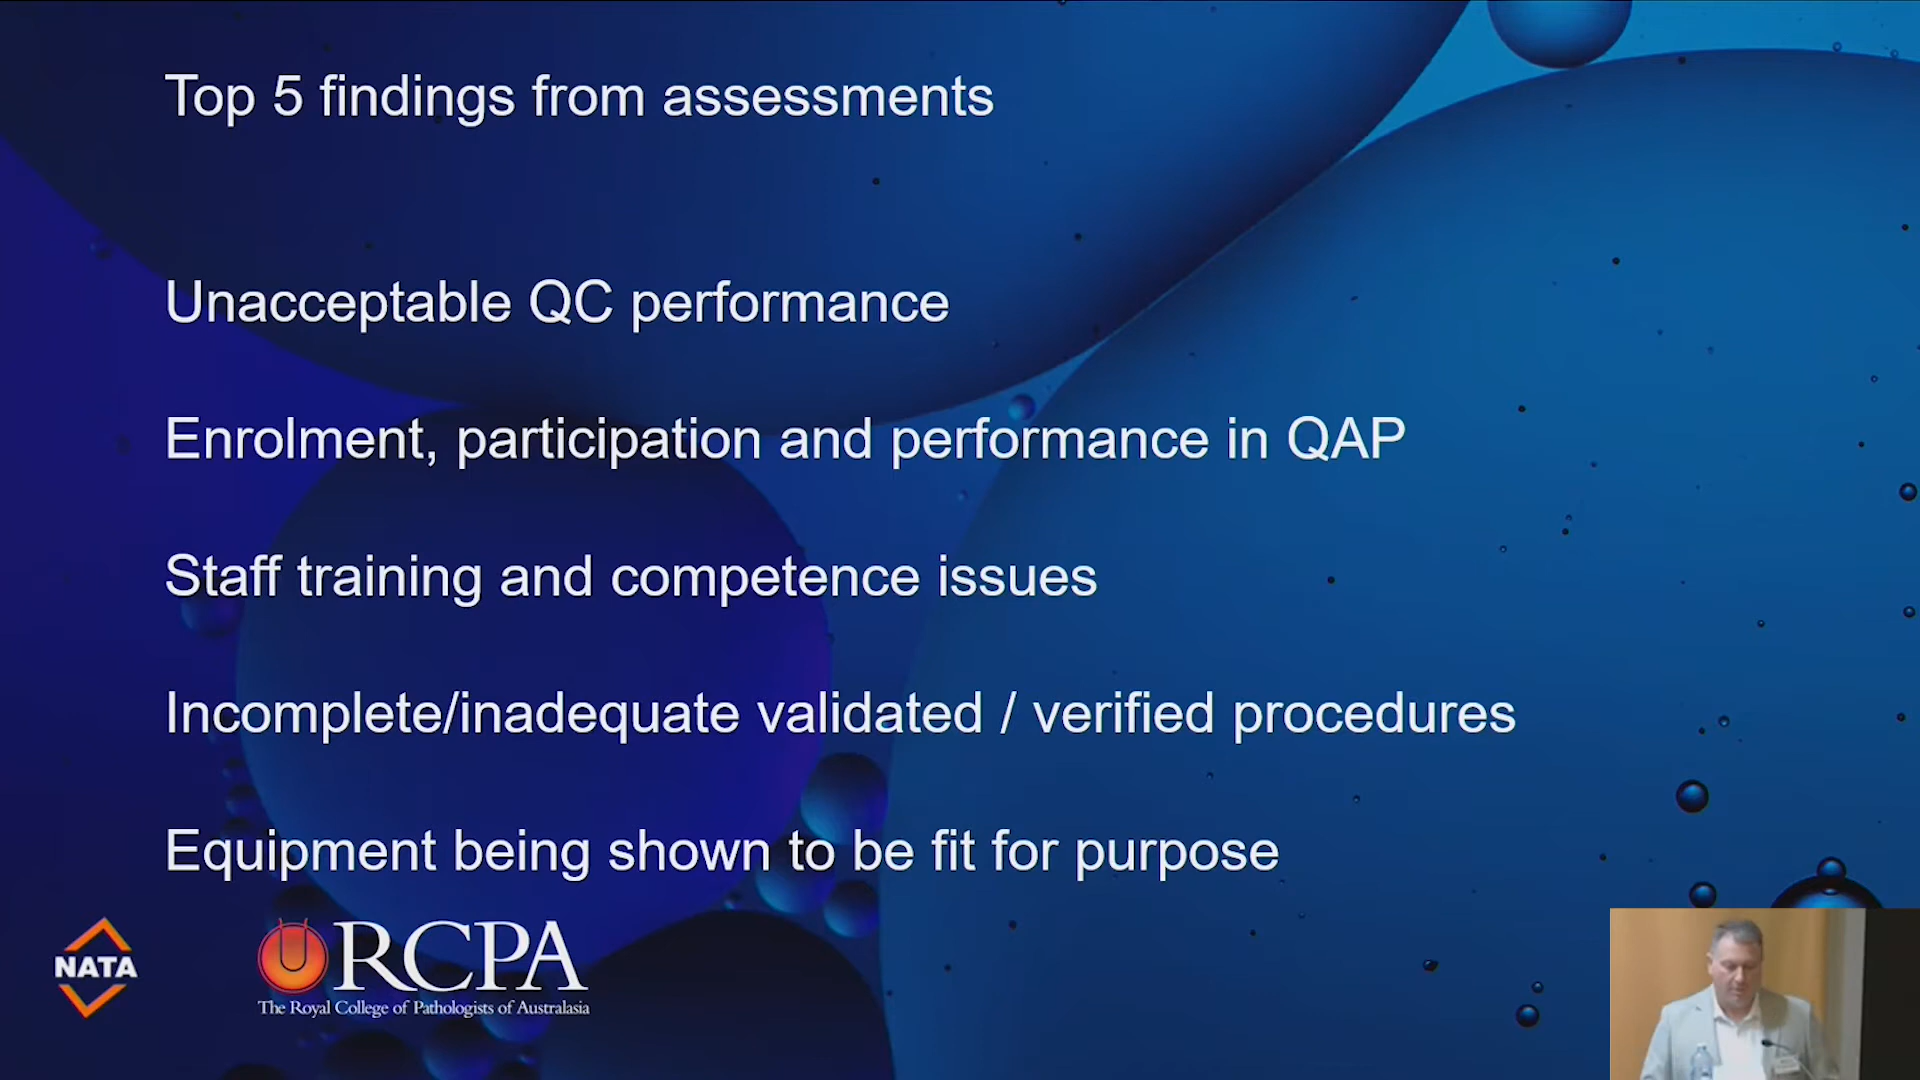 Top 5 findings from assessments
Unacceptable QC performance
Enrolment, participation and performance in QAP
Staff training and competence issues
Incomplete/inadequate validated / verified procedures
Equipment being shown to be fit for purpose
NATA
RCPA
The Royal College of Pathologists of Australasia